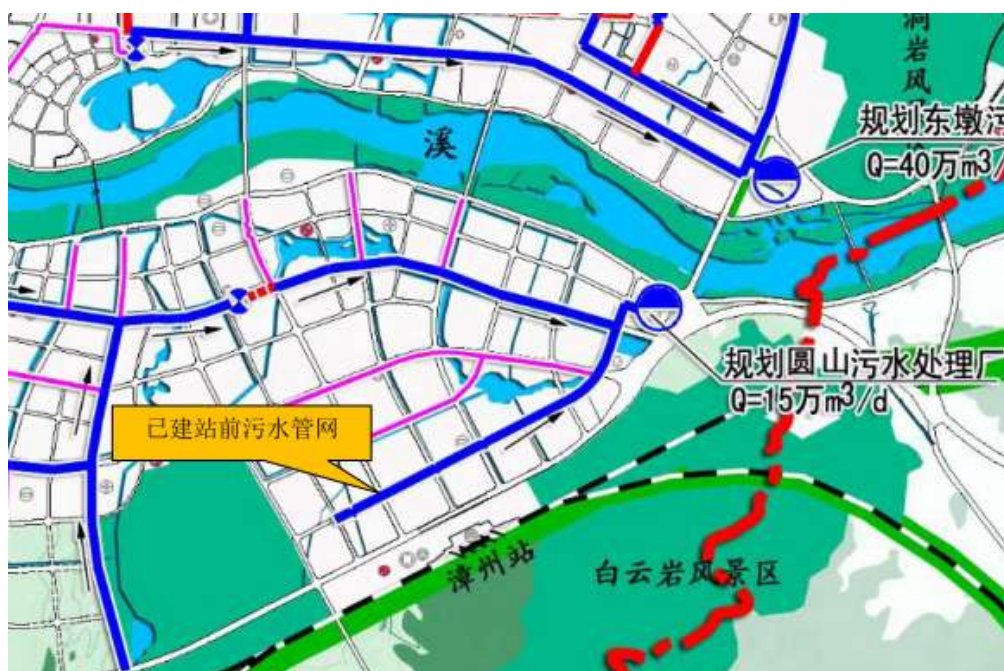 洞岩风
溪
规划东墩污
Q=40万m³/
规划圆山污水处理厂
Q=15万m³/d
已建站前污水管网
漳州站
白云岩风景区